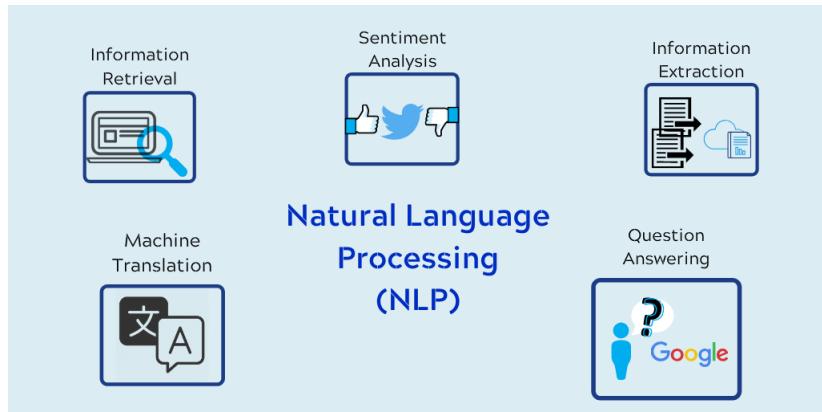 Information
Retrieval
Sentiment
Analysis
Information
Extraction
Natural Language
Processing
(NLP)
Machine
Translation
文
A
Question
Answering
?
Google